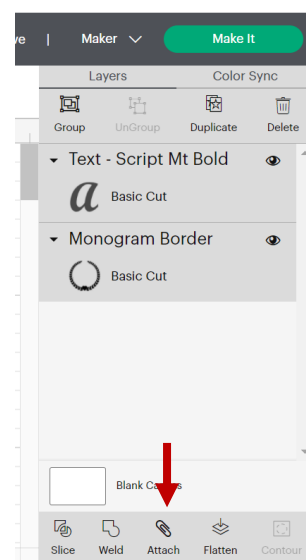 ve | Maker Make It
Layers Color Sync
Group UnGroup Duplicate Delete
Text - Script Mt Bold
a Basic Cut
Monogram Border
Basic Cut
Blank Canvas
Slice Weld Attach Flatten Contour